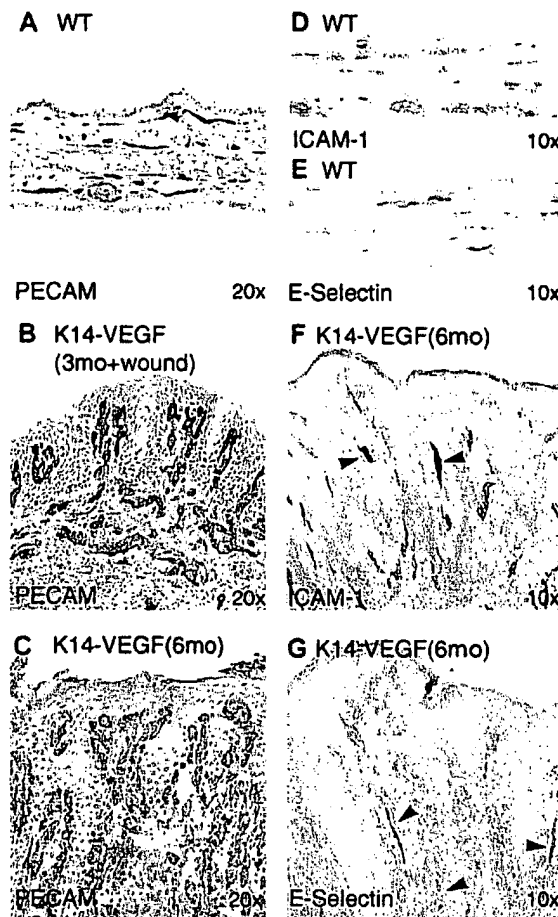 A WT
PECAM 20x
B K14-VEGF
(3mo+wound)
PECAM 20x
C K14-VEGF(6mo)
PECAM 20x
D WT
ICAM-1 10x
E WT
E-Selectin 10x
F K14-VEGF(6mo)
ICAM-1 10x
G K14-VEGF(6mo)
E-Selectin 10x